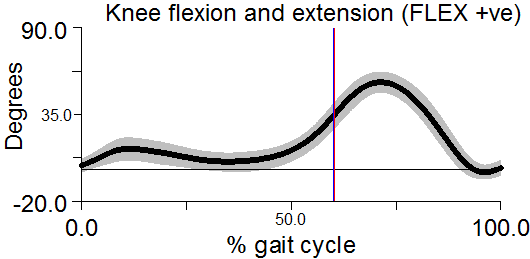 Knee flexion and extension (FLEX +ve)
90.0
Degrees
35.0
-20.0
0.0
50.0
100.0
% gait cycle